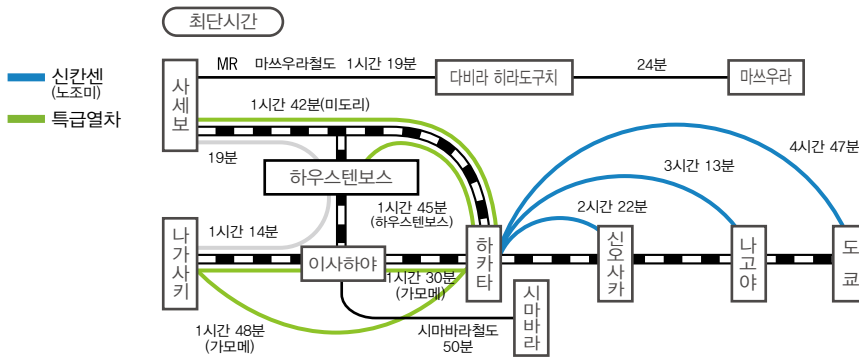 최단시간
신칸센
(노조미)
특급열차
사세보
MR 마쓰우라철도 1시간 19분
다비라 히라도구치
24분
마쓰우라
1시간 42분(미도리)
19분
하우스텐보스
1시간 45분
(하우스텐보스)
4시간 47분
3시간 13분
2시간 22분
나가사키
1시간 14분
이사하야
1시간 30분
(가모메)
하카타
신오사카
나고야
도쿄
1시간 48분
(가모메)
시마바라철도
50분
시마바라